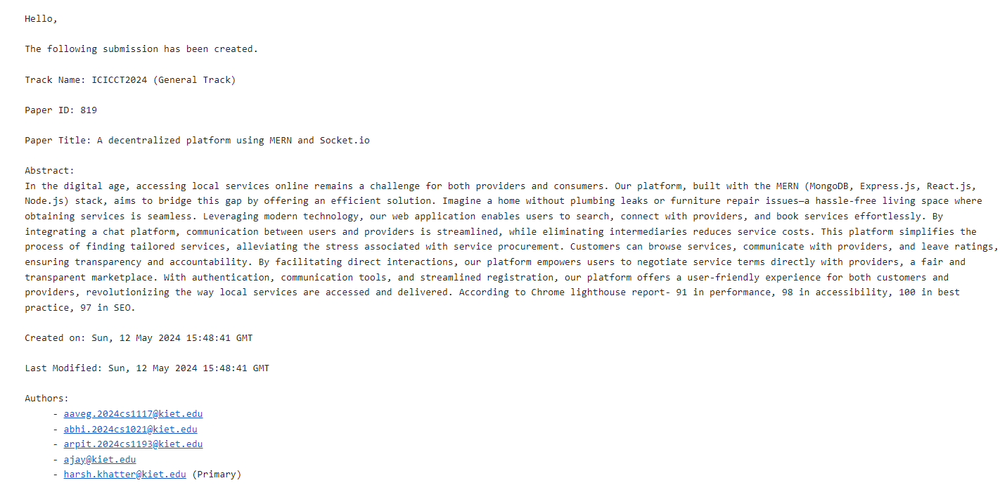 Hello,
The following submission has been created.
Track Name: ICICCT2024 (General Track)
Paper ID: 819
Paper Title: A decentralized platform using MERN and Socket.io
Abstract:
In the digital age, accessing local services online remains a challenge for both providers and consumers. Our platform, built with the MERN (MongoDB, Express.js, React.js,
Node.js) stack, aims to bridge this gap by offering an efficient solution. Imagine a home without plumbing leaks or furniture repair issues—a hassle-free living space where
obtaining services is seamless. Leveraging modern technology, our web application enables users to search, connect with providers, and book services effortlessly. By
integrating a chat platform, communication between users and providers is streamlined, while eliminating intermediaries reduces service costs. This platform simplifies the
process of finding tailored services, alleviating the stress associated with service procurement. Customers can browse services, communicate with providers, and leave ratings,
ensuring transparency and accountability. By facilitating direct interactions, our platform empowers users to negotiate service terms directly with providers, a fair and
transparent marketplace. With authentication, communication tools, and streamlined registration, our platform offers a user-friendly experience for both customers and
providers, revolutionizing the way local services are accessed and delivered. According to Chrome lighthouse report- 91 in performance, 98 in accessibility, 100 in best
practice, 97 in SEO.
Created on: Sun, 12 May 2024 15:48:41 GMT
Last Modified: Sun, 12 May 2024 15:48:41 GMT
Authors:
- aaveg.2024cs1117@kiet.edu
- abhi.2024cs1021@kiet.edu
- arpit.2024cs1193@kiet.edu
- ajay@kiet.edu
- harsh.khatter@kiet.edu (Primary)